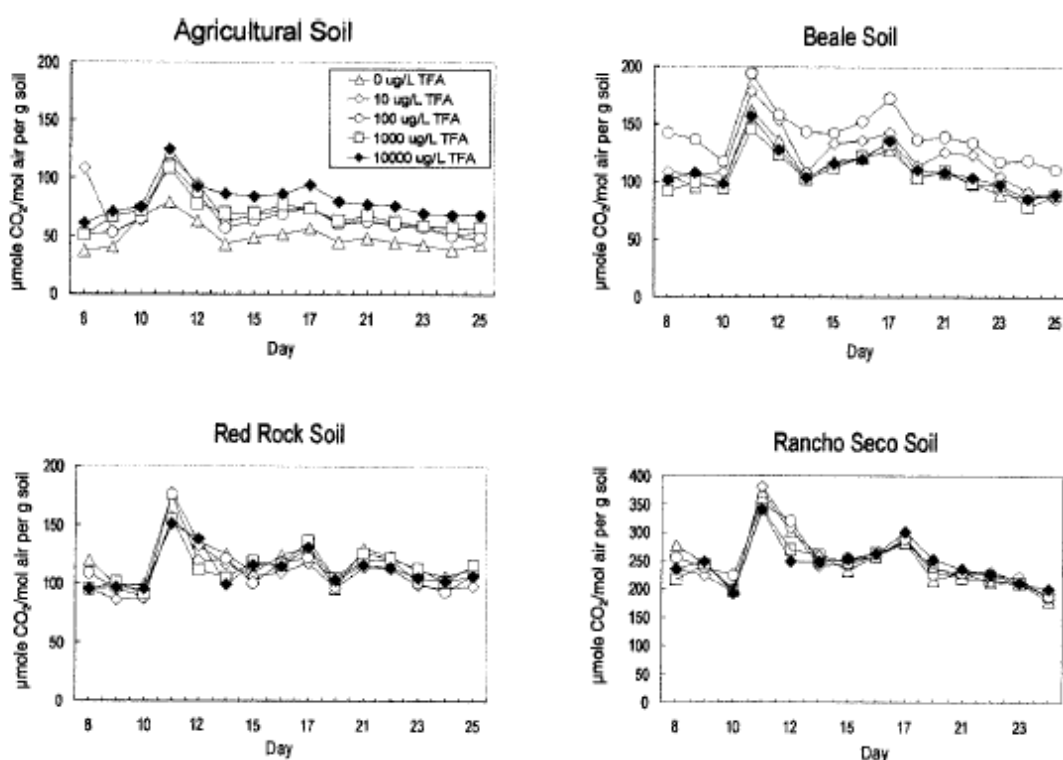 Agricultural Soil
µmole CO₂/mol air per g soil
200
150
100
50
0
0 ug/L TFA
10 ug/L TFA
100 ug/L TFA
1000 ug/L TFA
10000 ug/L TFA
8 10 12 15 17 21 23 25
Day
Beale Soil
µmole CO₂/mol air per g soil
200
150
100
50
0
8 10 12 15 17 21 23 25
Day
Red Rock Soil
µmole CO₂/mol air per g soil
200
150
100
50
0
8 10 12 15 17 21 23 25
Day
Rancho Seco Soil
µmole CO₂/mol air per g soil
400
350
300
250
200
150
100
50
0
8 10 12 15 17 21 23
Day